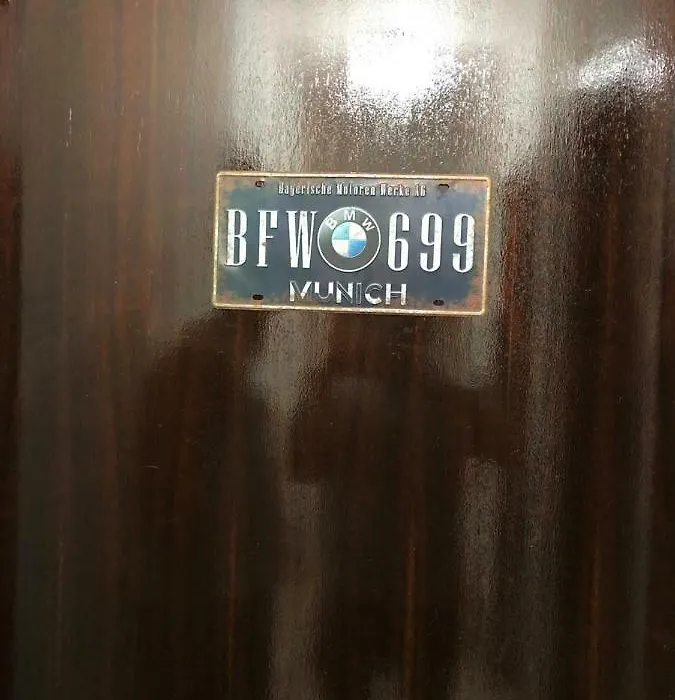 Bayerische Motoren Werke AG
BFW BMW 699
MUNICH